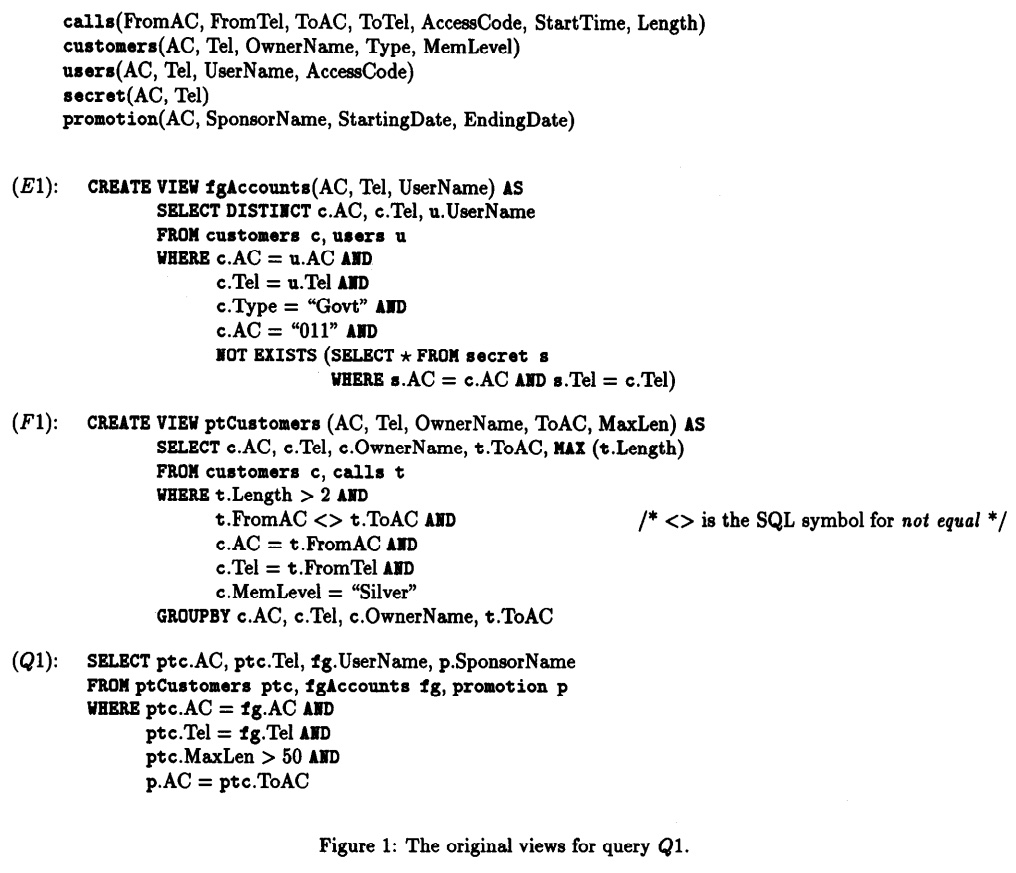 calls(FromAC, FromTel, ToAC, ToTel, AccessCode, StartTime, Length)
customers(AC, Tel, OwnerName, Type, MemLevel)
users(AC, Tel, UserName, AccessCode)
secret(AC, Tel)
promotion(AC, SponsorName, StartingDate, EndingDate)
(E1): CREATE VIEW fgAccounts(AC, Tel, UserName) AS
SELECT DISTINCT c.AC, c.Tel, u.UserName
FROM customers c, users u
WHERE c.AC = u.AC AND
c.Tel = u.Tel AND
c.Type = “Govt” AND
c.AC = “011” AND
NOT EXISTS (SELECT * FROM secret s
WHERE s.AC = c.AC AND s.Tel = c.Tel)
(F1): CREATE VIEW ptCustomers (AC, Tel, OwnerName, ToAC, MaxLen) AS
SELECT c.AC, c.Tel, c.OwnerName, t.ToAC, MAX (t.Length)
FROM customers c, calls t
WHERE t.Length > 2 AND
t.FromAC <> t.ToAC AND /* <> is the SQL symbol for not equal */
c.AC = t.FromAC AND
c.Tel = t.FromTel AND
c.MemLevel = “Silver”
GROUPBY c.AC, c.Tel, c.OwnerName, t.ToAC
(Q1): SELECT ptc.AC, ptc.Tel, fg.UserName, p.SponsorName
FROM ptCustomers ptc, fgAccounts fg, promotion p
WHERE ptc.AC = fg.AC AND
ptc.Tel = fg.Tel AND
ptc.MaxLen > 50 AND
p.AC = ptc.ToAC
Figure 1: The original views for query Q1.